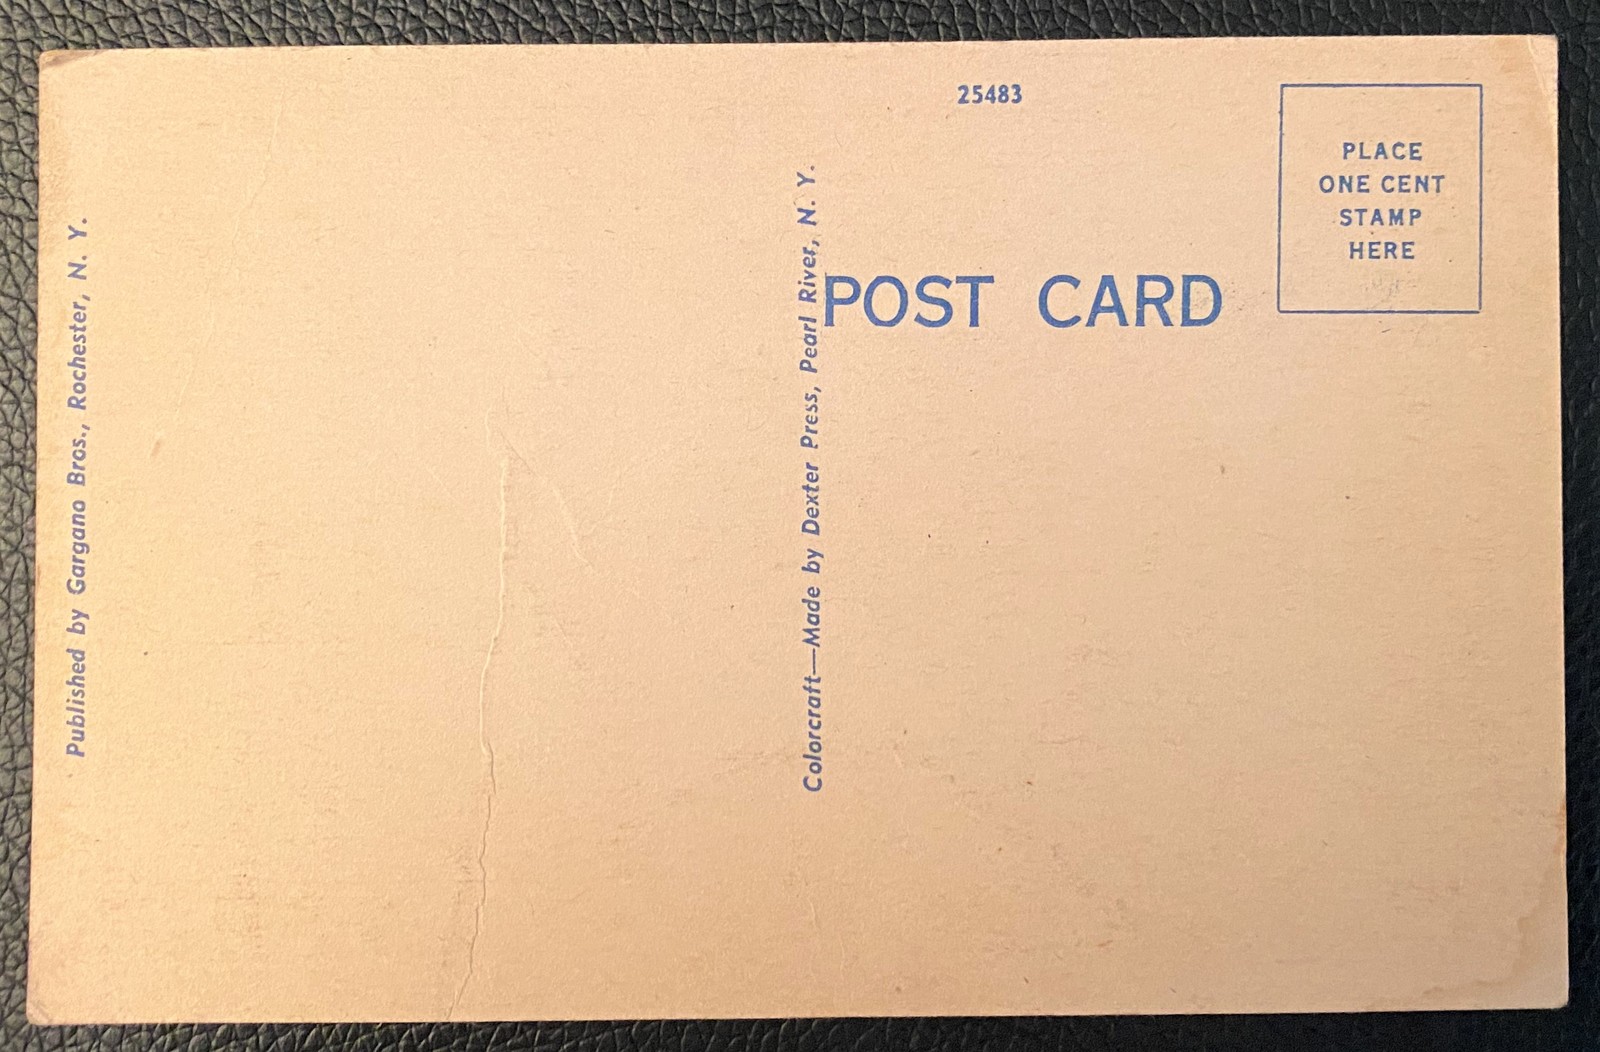 Published by Gargano Bros., Rochester, N. Y.
Colorcraft—Made by Dexter Press, Pearl River, N. Y.
25483
POST CARD
PLACE
ONE CENT
STAMP
HERE